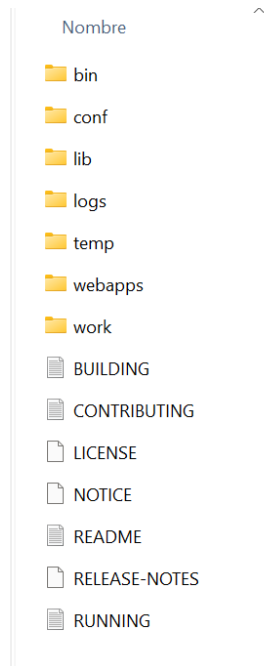 Nombre
bin
conf
lib
logs
temp
webapps
work
BUILDING
CONTRIBUTING
LICENSE
NOTICE
README
RELEASE-NOTES
RUNNING